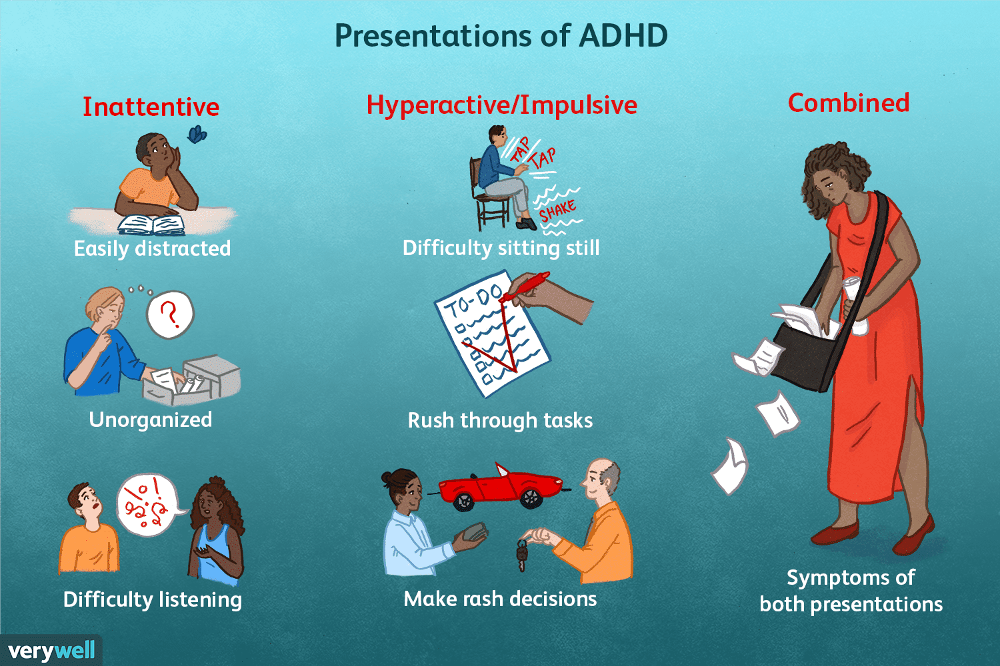 Presentations of ADHD
Inattentive
Easily distracted
?
Unorganized
Difficulty listening
Hyperactive/Impulsive
TAP
TAP
SHAKE
Difficulty sitting still
TO-DO
Rush through tasks
Make rash decisions
Combined
Symptoms of
both presentations
verywell